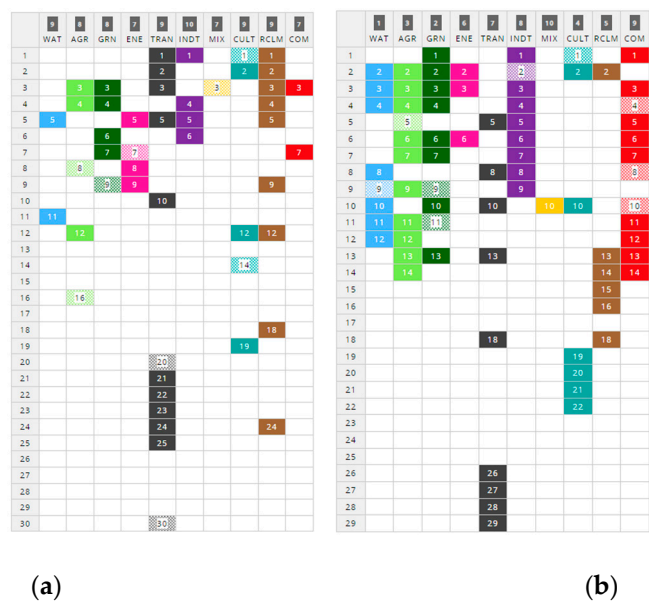 9 8 8 7 9 10 7 9 9 7
WAT AGR GRN ENE TRAN INDT MIX CULT RCLM COM
1 1 1 1 1
2 2 2 2
3 3 3 3 3 3 3
4 4 4 4 4
5 5 5 5 5 5
6 6 6
7 7 7 7
8 8 8
9 9 9 9
10 10
11 11
12 12 12 12
13
14 14
15
16 16
17
18 18
19 19
20 20
21 21
22 22
23 23
24 24 24
25 25
26
27
28
29
30 30
(a)
1 3 2 6 7 8 10 4 5 9
WAT AGR GRN ENE TRAN INDT MIX CULT RCLM COM
1 1 1 1 1
2 2 2 2 2 2 2 2
3 3 3 3 3 3 3
4 4 4 4 4 4
5 5 5 5 5
6 6 6 6 6 6
7 7 7 7 7
8 8 8 8 8
9 9 9 9 9
10 10 10 10 10 10 10
11 11 11 11 11
12 12 12 12
13 13 13 13 13 13
14 14 14 14
15 15
16 16
17
18 18 18
19 19
20 20
21 21
22 22
23
24
25
26 26
27 27
28 28
29 29
(b)